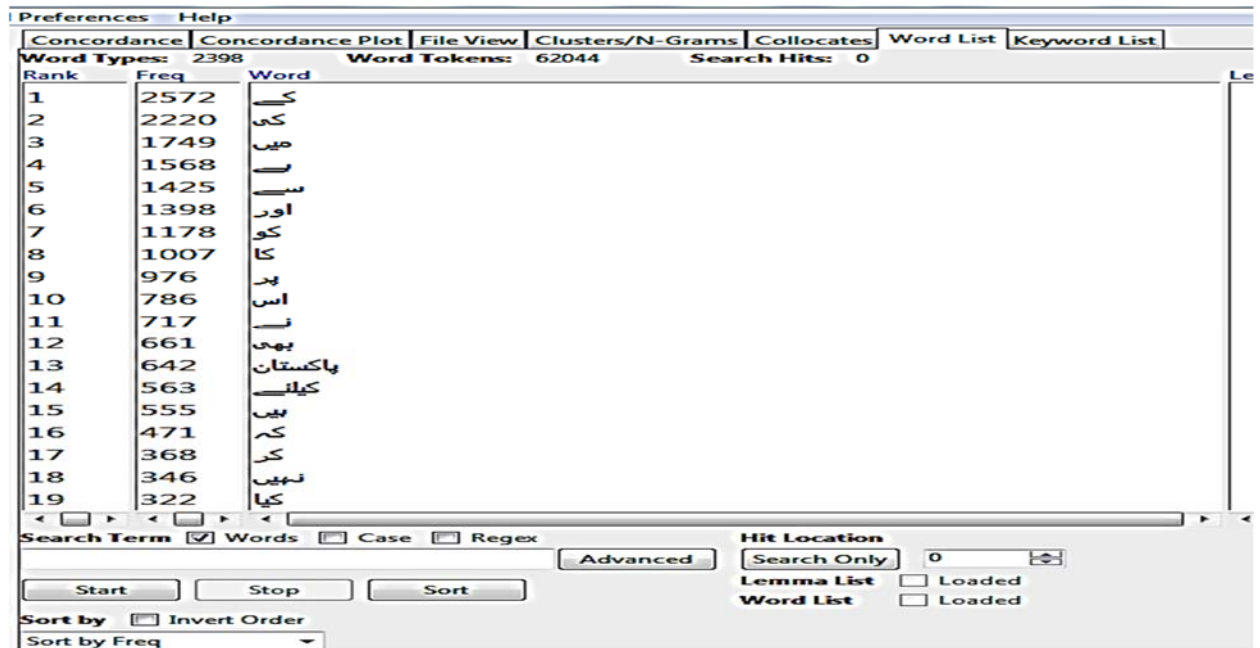 Preferences Help
Concordance Concordance Plot File View Clusters/N-Grams Collocates Word List Keyword List
Word Types: 2398 Word Tokens: 62044 Search Hits: 0
Rank Freq Word Le
1 2572 کے
2 2220 کی
3 1749 میں
4 1568 ہے
5 1425 سے
6 1398 اور
7 1178 کو
8 1007 کا
9 976 پر
10 786 اس
11 717 نے
12 661 بھی
13 642 پاکستان
14 563 کیلئے
15 555 ہیں
16 471 کہ
17 368 کر
18 346 نہیں
19 322 کیا
Search Term Words Case Regex Hit Location
Advanced Search Only 0
Start Stop Sort Lemma List Loaded
Word List Loaded
Sort by Invert Order
Sort by Freq